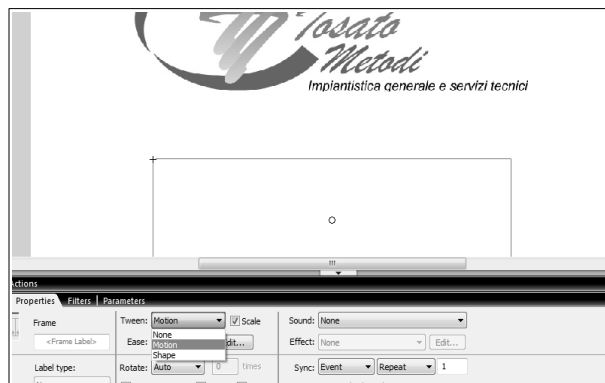 Tosato
Metodi
Impiantistica generale e servizi tecnici
Actions
Properties Filters Parameters
Frame
<Frame Label>
Label type:
Tween: Motion Scale
None
Motion
Shape
Ease: dit...
Rotate: Auto 0 times
Sound: None
Effect: None Edit...
Sync: Event Repeat 1